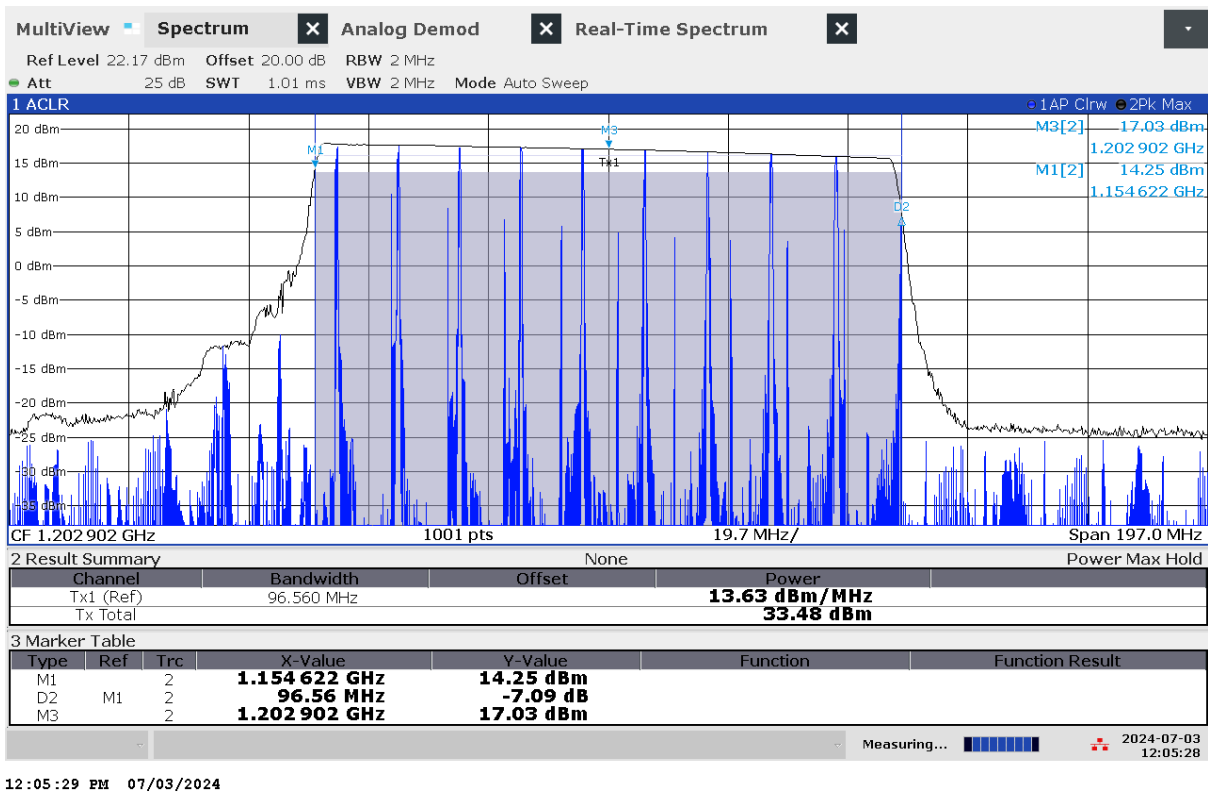 MultiView Spectrum X Analog Demod X Real-Time Spectrum X
Ref Level 22.17 dBm Offset 20.00 dB RBW 2 MHz
Att 25 dB SWT 1.01 ms VBW 2 MHz Mode Auto Sweep
1 ACLR 1AP Clrw 2Pk Max
20 dBm M3 M3[2] 17.03 dBm
M1 1.202 902 GHz
15 dBm Tx1 M1[2] 14.25 dBm
10 dBm 1.154 622 GHz
D2
5 dBm
0 dBm
-5 dBm
-10 dBm
-15 dBm
-20 dBm
-25 dBm
-30 dBm
-35 dBm
CF 1.202 902 GHz 1001 pts 19.7 MHz/ Span 197.0 MHz
2 Result Summary None Power Max Hold
Channel Bandwidth Offset Power
Tx1 (Ref) 96.560 MHz 13.63 dBm/MHz
Tx Total 33.48 dBm
3 Marker Table
Type Ref Trc X-Value Y-Value Function Function Result
M1 2 1.154 622 GHz 14.25 dBm
D2 M1 2 96.56 MHz -7.09 dB
M3 2 1.202 902 GHz 17.03 dBm
Measuring... 2024-07-03
12:05:28
12:05:29 PM 07/03/2024